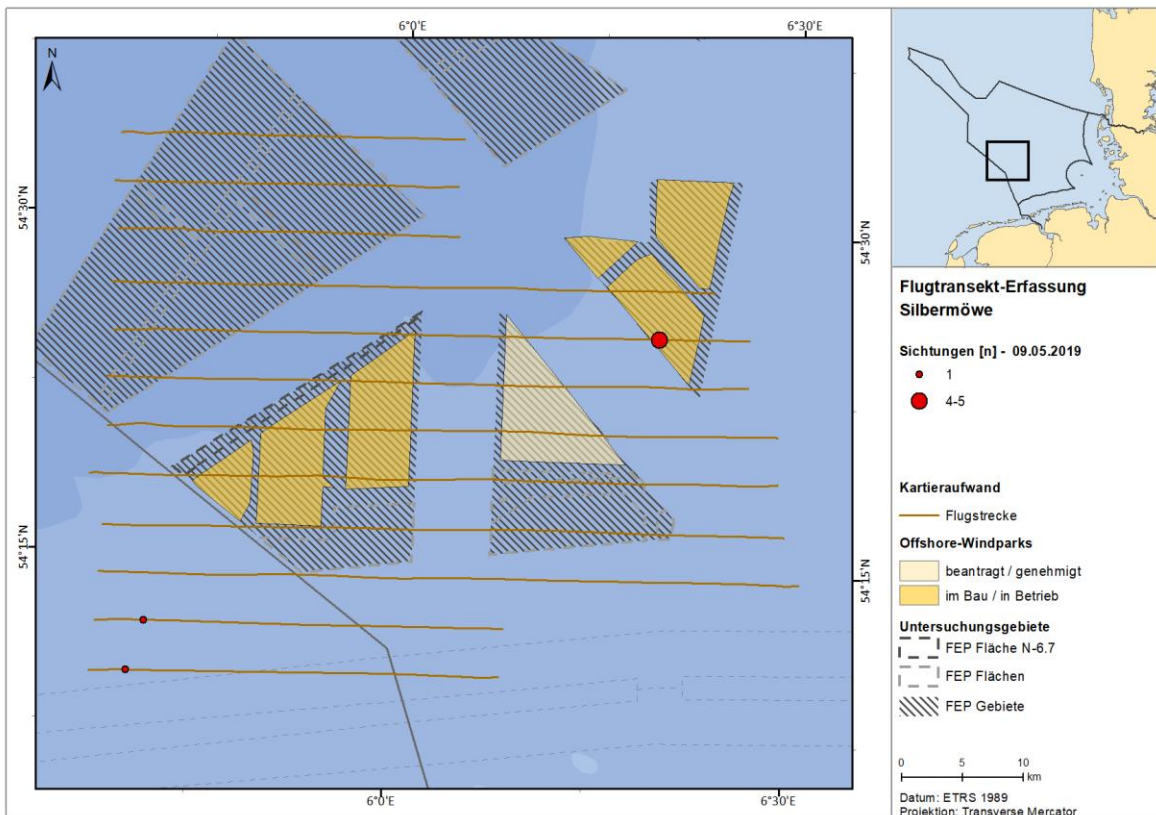 6°0'E
6°30'E
N
54°30'N
54°30'N
54°15'N
54°15'N
6°0'E
6°30'E
Flugtransekt-Erfassung
Silbermöwe
Sichtungen [n] - 09.05.2019
1
4-5
Kartieraufwand
Flugstrecke
Offshore-Windparks
beantragt / genehmigt
im Bau / in Betrieb
Untersuchungsgebiete
FEP Fläche N-6.7
FEP Flächen
FEP Gebiete
0 5 10
km
Datum: ETRS 1989
Projektion: Transverse Mercator